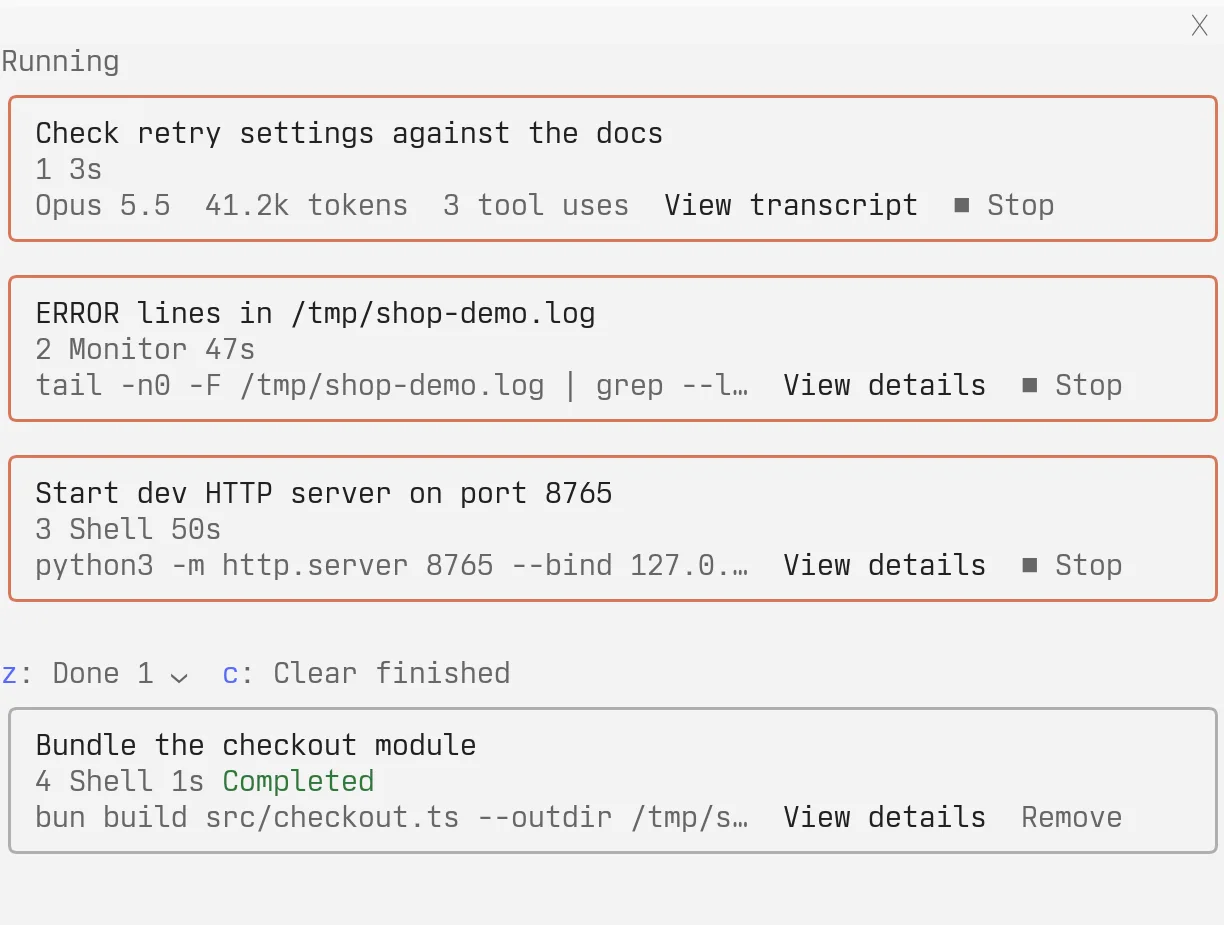 X
Running
Check retry settings against the docs
1 3s
Opus 5.5 41.2k tokens 3 tool uses View transcript ■ Stop
ERROR lines in /tmp/shop-demo.log
2 Monitor 47s
tail -n0 -F /tmp/shop-demo.log | grep --l… View details ■ Stop
Start dev HTTP server on port 8765
3 Shell 50s
python3 -m http.server 8765 --bind 127.0.… View details ■ Stop
z: Done 1 ⌄ c: Clear finished
Bundle the checkout module
4 Shell 1s Completed
bun build src/checkout.ts --outdir /tmp/s… View details Remove